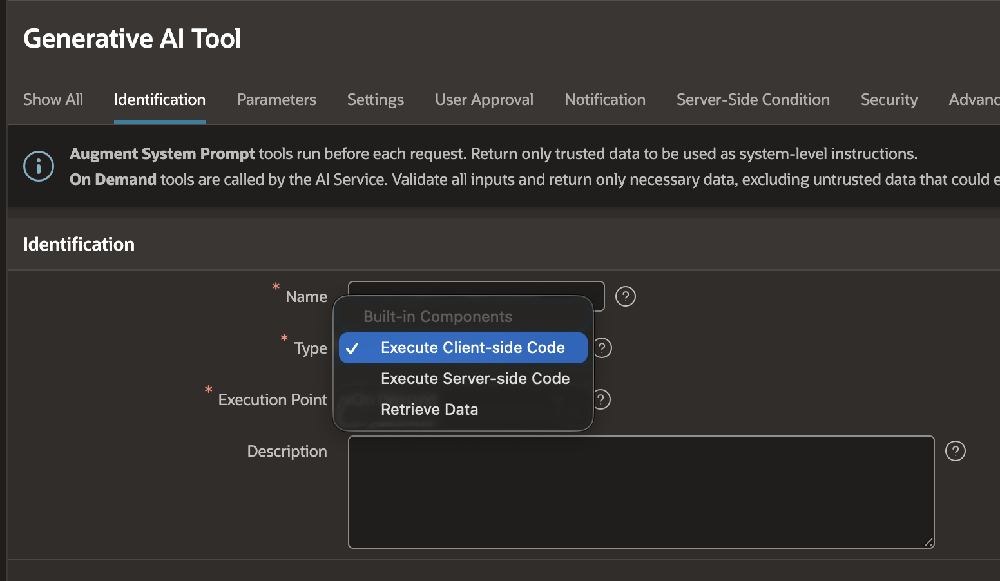 Generative AI Tool
Show All Identification Parameters Settings User Approval Notification Server-Side Condition Security Advanc
Augment System Prompt tools run before each request. Return only trusted data to be used as system-level instructions.
On Demand tools are called by the AI Service. Validate all inputs and return only necessary data, excluding untrusted data that could e
Identification
* Name ?
Built-in Components
* Type ✓ Execute Client-side Code ?
Execute Server-side Code
* Execution Point ?
Retrieve Data
Description ?